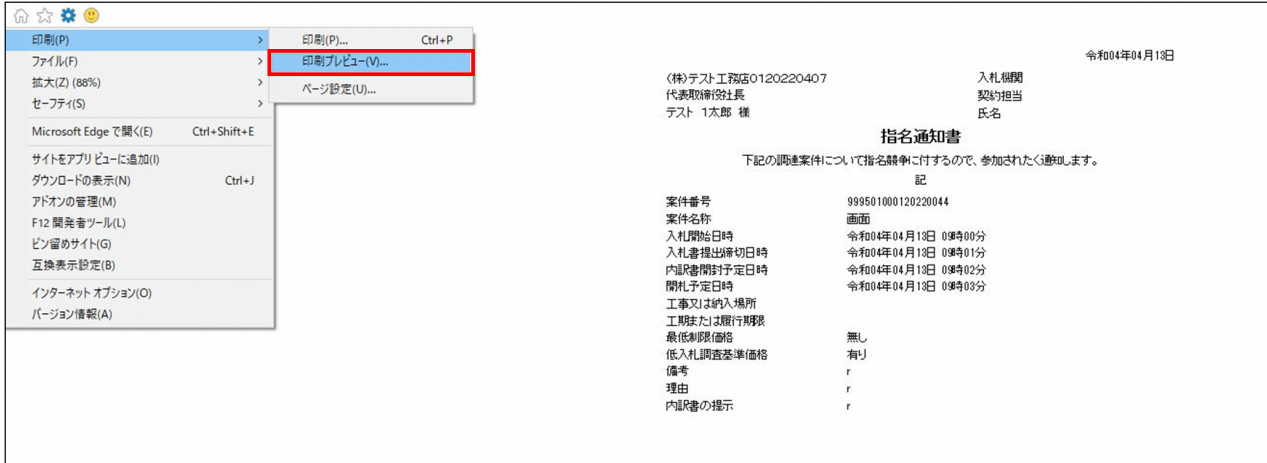 印刷(P)
ファイル(F)
拡大(Z) (88%)
セーフティ(S)
Microsoft Edge で開く(E) Ctrl+Shift+E
サイトをアプリ ビューに追加(I)
ダウンロードの表示(N) Ctrl+J
アドオンの管理(M)
F12 開発者ツール(L)
ピン留めサイト(G)
互換表示設定(B)
インターネット オプション(O)
バージョン情報(A)
印刷(P)... Ctrl+P
印刷プレビュー(V)...
ページ設定(U)...
令和04年04月13日
(株)テスト工務店0120220407 入札機関
代表取締役社長 契約担当
テスト 1太郎 様 氏名
指名通知書
下記の調達案件について指名競争に付するので、参加されたく通知します。
記
案件番号 999501000120220044
案件名称 画面
入札開始日時 令和04年04月13日 09時00分
入札書提出締切日時 令和04年04月13日 09時01分
内訳書開封予定日時 令和04年04月13日 09時02分
開札予定日時 令和04年04月13日 09時03分
工事又は納入場所
工期または履行期限
最低制限価格 無し
低入札調査基準価格 有り
備考 r
理由 r
内訳書の提示 r